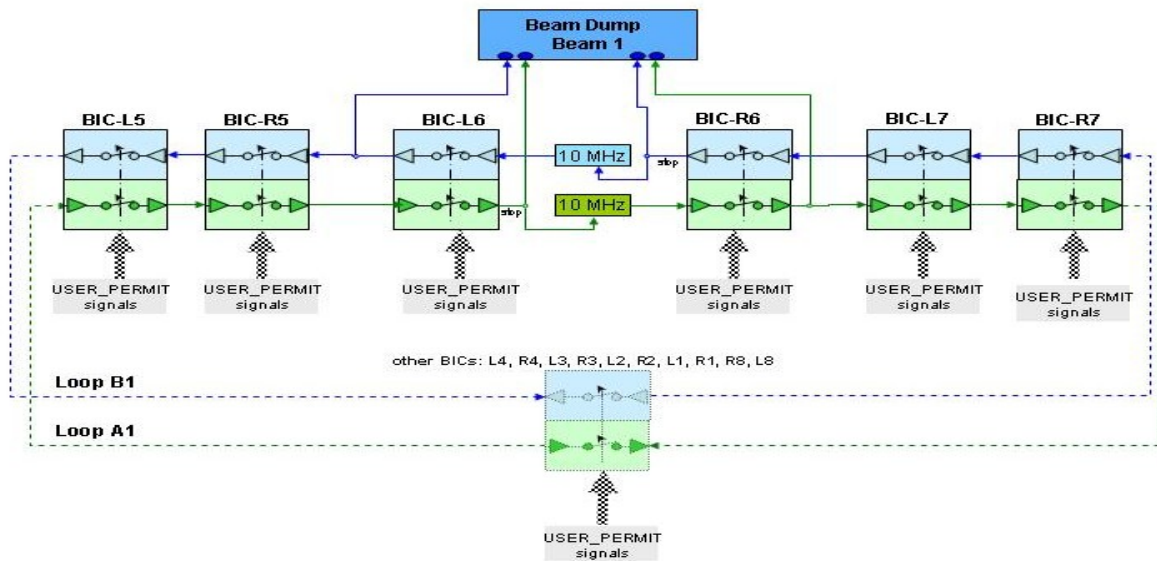 Beam Dump
Beam 1
BIC-L5
BIC-R5
BIC-L6
BIC-R6
BIC-L7
BIC-R7
10 MHz
stop
stop
10 MHz
USER_PERMIT
signals
USER_PERMIT
signals
USER_PERMIT
signals
USER_PERMIT
signals
USER_PERMIT
signals
USER_PERMIT
signals
other BICs: L4, R4, L3, R3, L2, R2, L1, R1, R8, L8
Loop B1
Loop A1
USER_PERMIT
signals